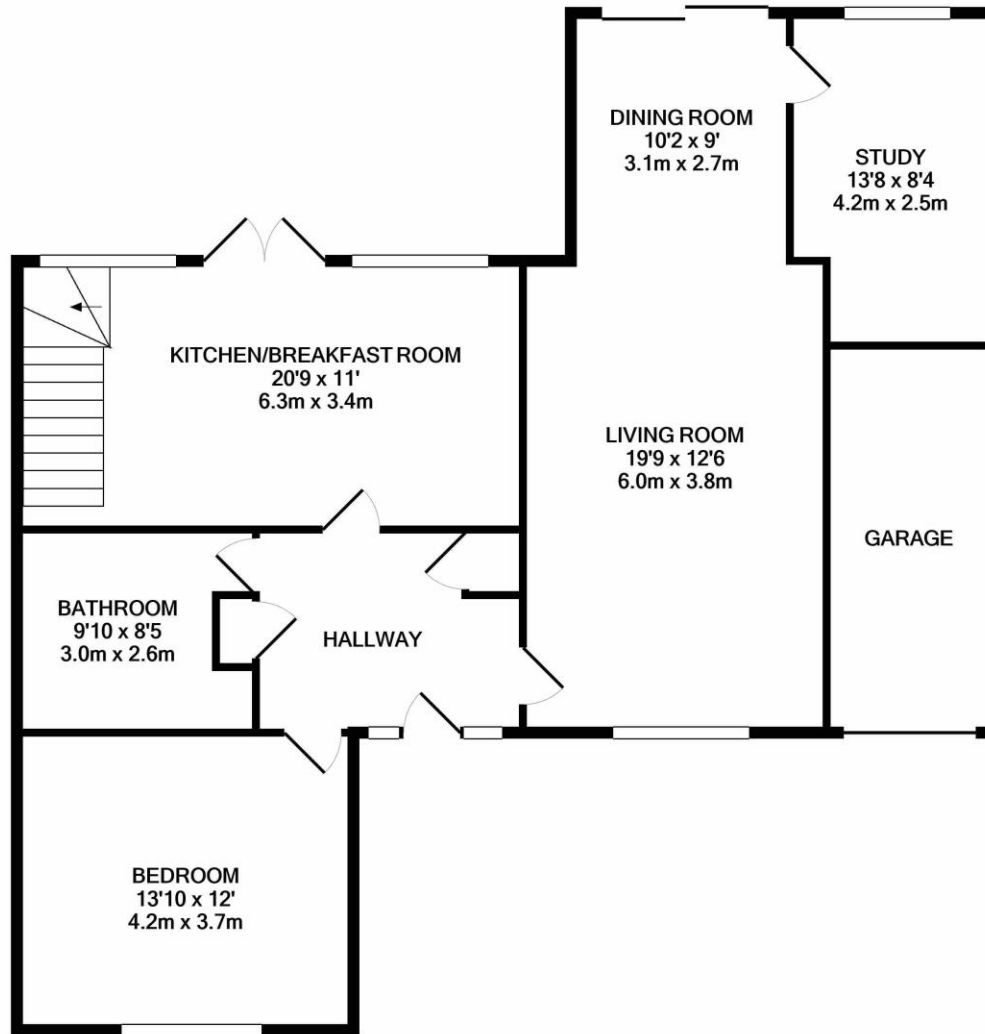 DINING ROOM
10'2 x 9'
3.1m x 2.7m
STUDY
13'8 x 8'4
4.2m x 2.5m
KITCHEN/BREAKFAST ROOM
20'9 x 11'
6.3m x 3.4m
LIVING ROOM
19'9 x 12'6
6.0m x 3.8m
GARAGE
BATHROOM
9'10 x 8'5
3.0m x 2.6m
HALLWAY
BEDROOM
13'10 x 12'
4.2m x 3.7m